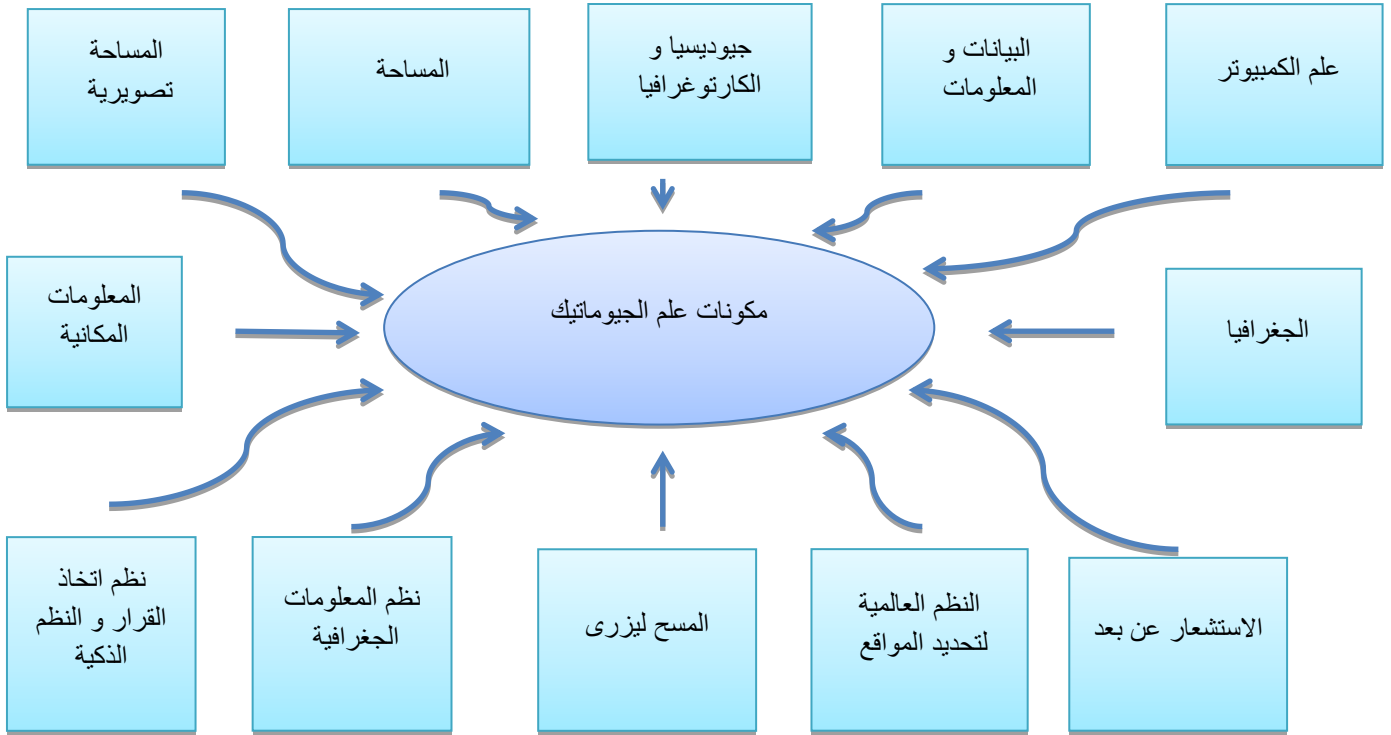 علم الكمبيوتر
البيانات و
المعلومات
جيوديسيا و
الكارتوغرافيا
المساحة
المساحة
تصويرية
الجغرافيا
مكونات علم الجيوماتيك
المعلومات
المكانية
الاستشعار عن بعد
النظم العالمية
لتحديد المواقع
المسح ليزرى
نظم المعلومات
الجغرافية
نظم اتخاذ
القرار و النظم
الذكية